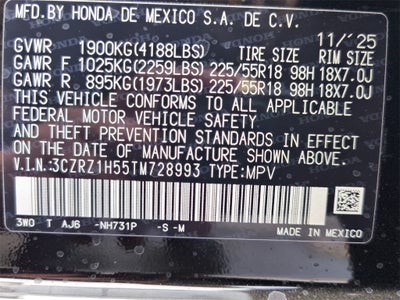 MFD.BY HONDA DE MEXICO S.A. DE C.V.
11/'25
GVWR 1900KG(4188LBS) TIRE SIZE RIM SIZE
GAWR F 1025KG(2259LBS) 225/55R18 98H 18X7.0J
GAWR R 895KG(1973LBS) 225/55R18 98H 18X7.0J
THIS VEHICLE CONFORMS TO ALL APPLICABLE
FEDERAL MOTOR VEHICLE SAFETY, BUMPER,
AND THEFT PREVENTION STANDARDS IN EFFECT
ON THE DATE OF MANUFACTURE SHOWN ABOVE.
V.I.N.:3CZRZ1H55TM728993 TYPE:MPV
3W0 T AJ6 -NH731P -S-M
MADE IN MEXICO